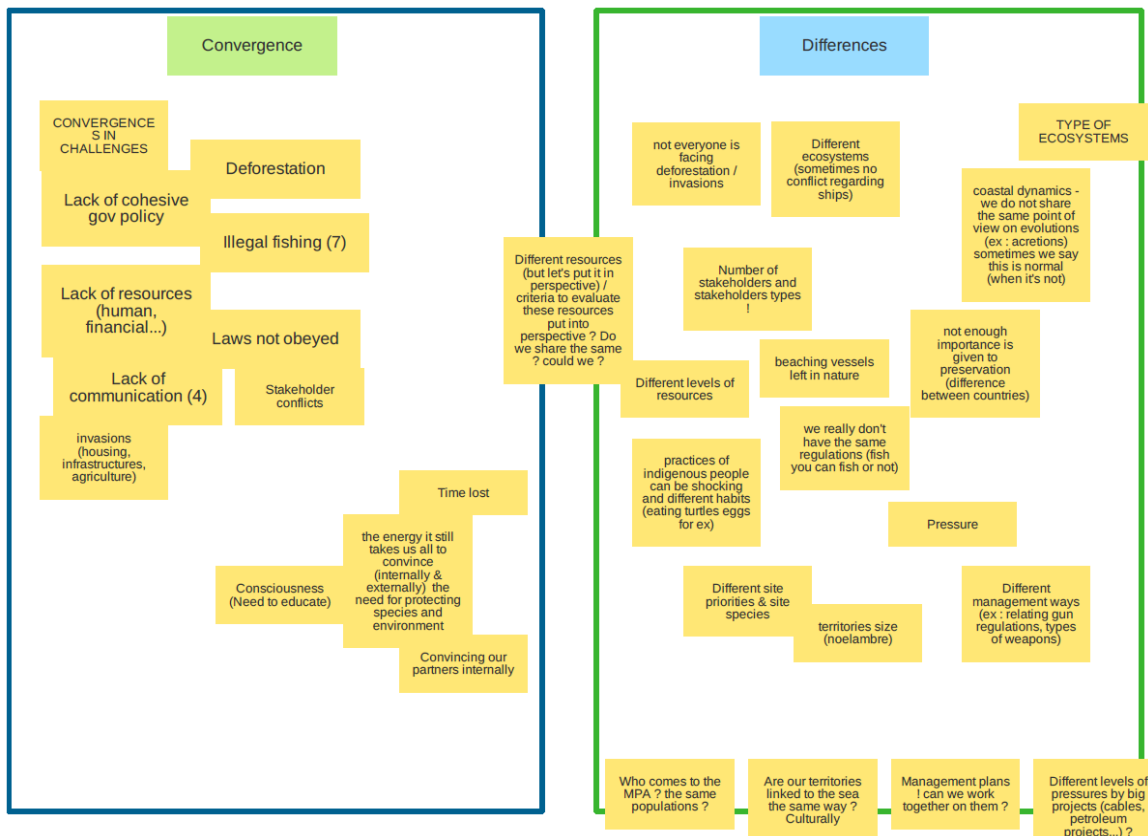 Convergence
CONVERGENCE
S IN
CHALLENGES
Deforestation
Lack of cohesive
gov policy
Illegal fishing (7)
Lack of resources
(human,
financial...)
Laws not obeyed
Lack of
communication (4)
Stakeholder
conflicts
invasions
(housing,
infrastructures,
agriculture)
Time lost
the energy it still
takes us all to
convince
(internally &
externally) the
need for protecting
species and
environment
Consciousness
(Need to educate)
Convincing our
partners internally
Different resources
(but let's put it in
perspective) /
criteria to evaluate
these resources
put into
perspective ? Do
we share the same
? could we ?
Differences
not everyone is
facing
deforestation /
invasions
Different
ecosystems
(sometimes no
conflict regarding
ships)
TYPE OF
ECOSYSTEMS
coastal dynamics -
we do not share
the same point of
view on evolutions
(ex : acretions)
sometimes we say
this is normal
(when it's not)
Number of
stakeholders and
stakeholders types
!
not enough
importance is
given to
preservation
(difference
between countries)
beaching vessels
left in nature
Different levels of
resources
we really don't
have the same
regulations (fish
you can fish or not)
practices of
indigenous people
can be shocking
and different habits
(eating turtles eggs
for ex)
Pressure
Different site
priorities & site
species
territories size
(noelambre)
Different
management ways
(ex : relating gun
regulations, types
of weapons)
Who comes to the
MPA ? the same
populations ?
Are our territories
linked to the sea
the same way ?
Culturally
Management plans
! can we work
together on them ?
Different levels of
pressures by big
projects (cables,
petroleum
projects...) ?